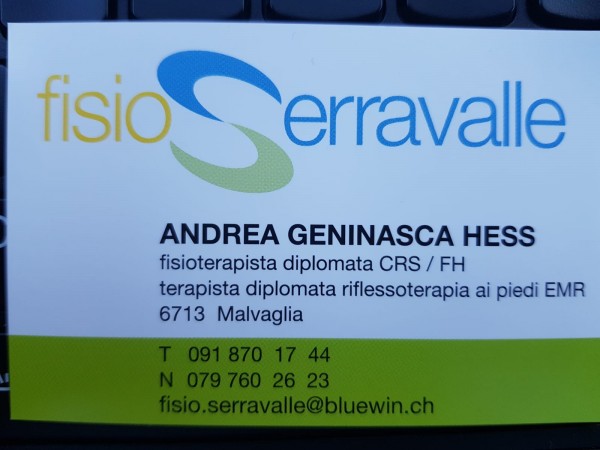 fisioSerravalle
ANDREA GENINASCA HESS
fisioterapista diplomata CRS / FH
terapista diplomata riflessoterapia ai piedi EMR
6713 Malvaglia
T 091 870 17 44
N 079 760 26 23
fisio.serravalle@bluewin.ch